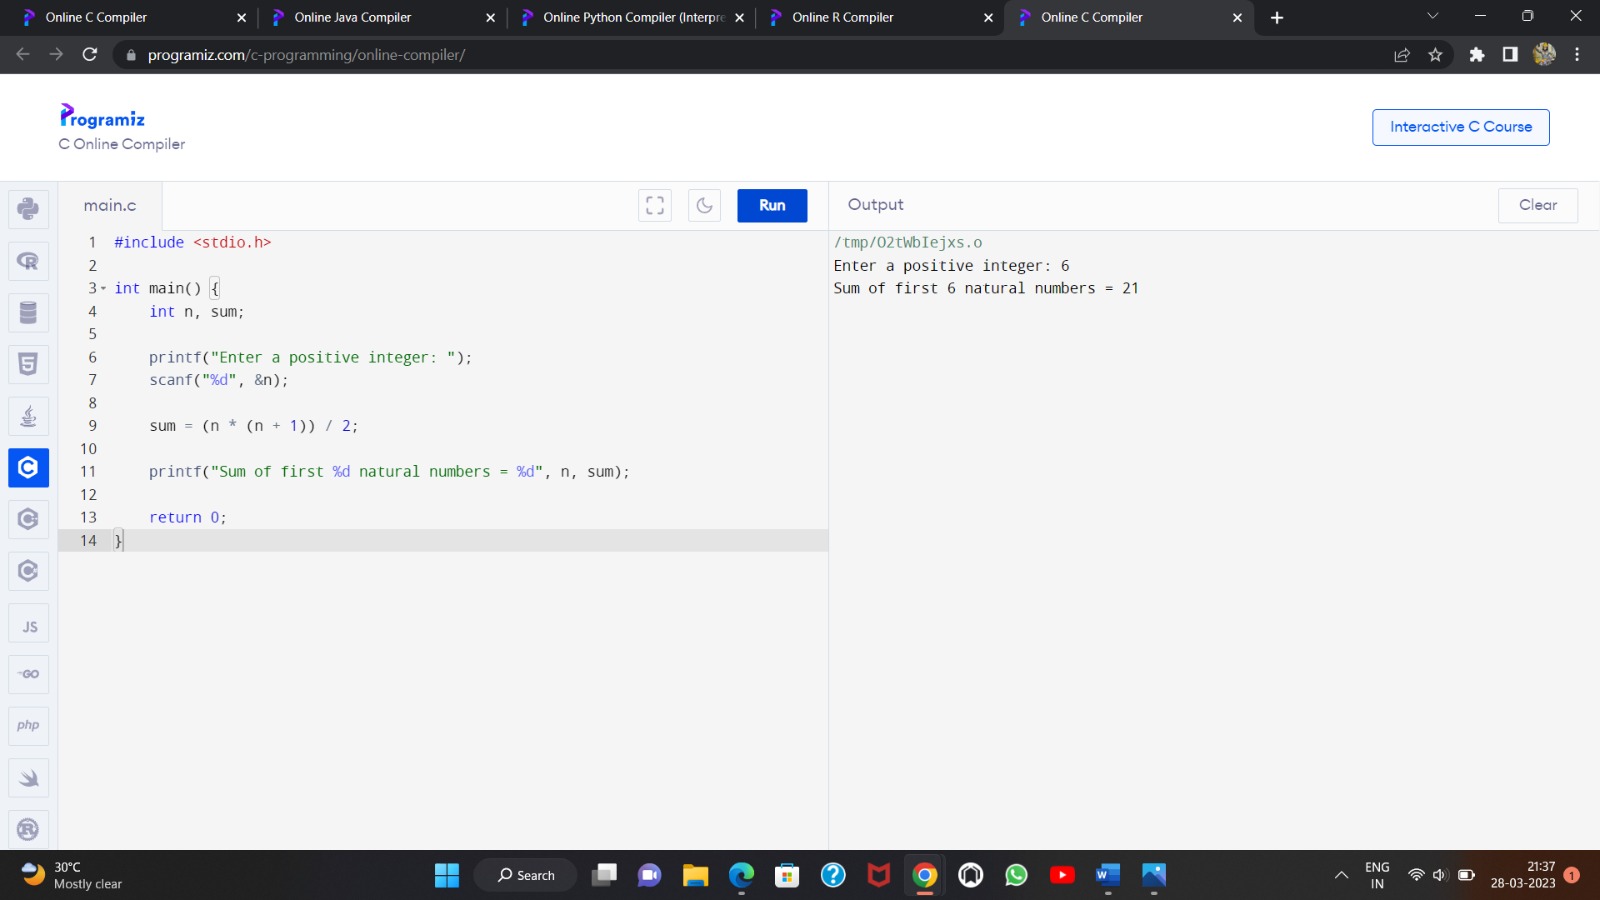 Online C Compiler
Online Java Compiler
Online Python Compiler (Interpre
Online R Compiler
Online C Compiler
programiz.com/c-programming/online-compiler/
Programiz
C Online Compiler
Interactive C Course
main.c
Run
Output
Clear
1 #include <stdio.h>
2
3 int main() {
4     int n, sum;
5
6     printf("Enter a positive integer: ");
7     scanf("%d", &n);
8
9     sum = (n * (n + 1)) / 2;
10
11     printf("Sum of first %d natural numbers = %d", n, sum);
12
13     return 0;
14 }
/tmp/O2tWbIejxs.o
Enter a positive integer: 6
Sum of first 6 natural numbers = 21
R
5
C
C
C
JS
GO
php
R
30°C
Mostly clear
Search
W
ENG
IN
21:37
28-03-2023
1